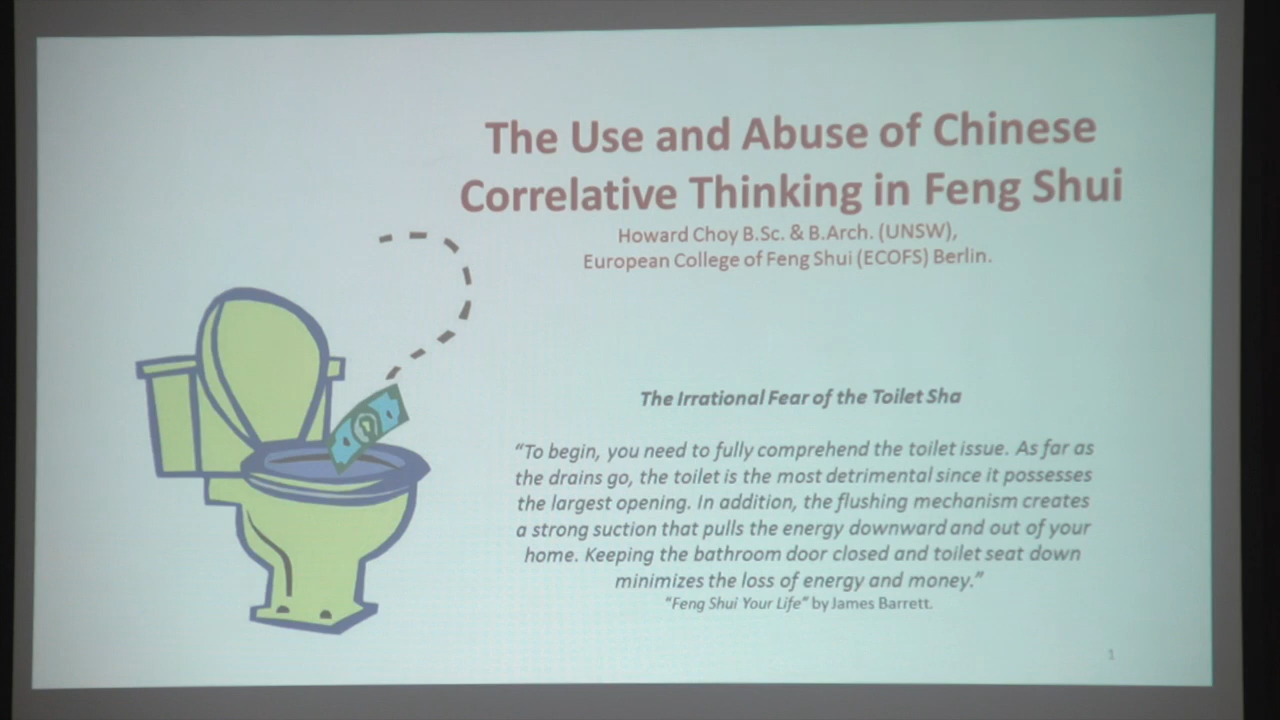 The Use and Abuse of Chinese
Correlative Thinking in Feng Shui
Howard Choy B.Sc. & B.Arch. (UNSW),
European College of Feng Shui (ECOFS) Berlin.
The Irrational Fear of the Toilet Sha
“To begin, you need to fully comprehend the toilet issue. As far as
the drains go, the toilet is the most detrimental since it possesses
the largest opening. In addition, the flushing mechanism creates
a strong suction that pulls the energy downward and out of your
home. Keeping the bathroom door closed and toilet seat down
minimizes the loss of energy and money.”
“Feng Shui Your Life” by James Barrett.
1